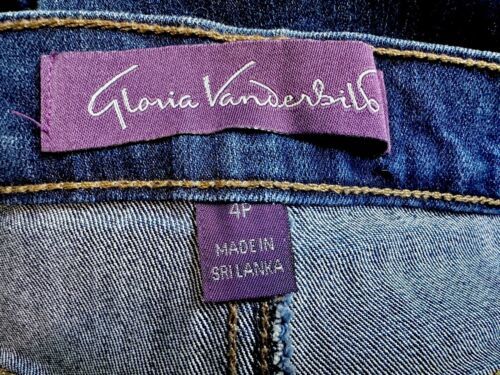 Gloria Vanderbilt
4P
MADE IN
SRI LANKA